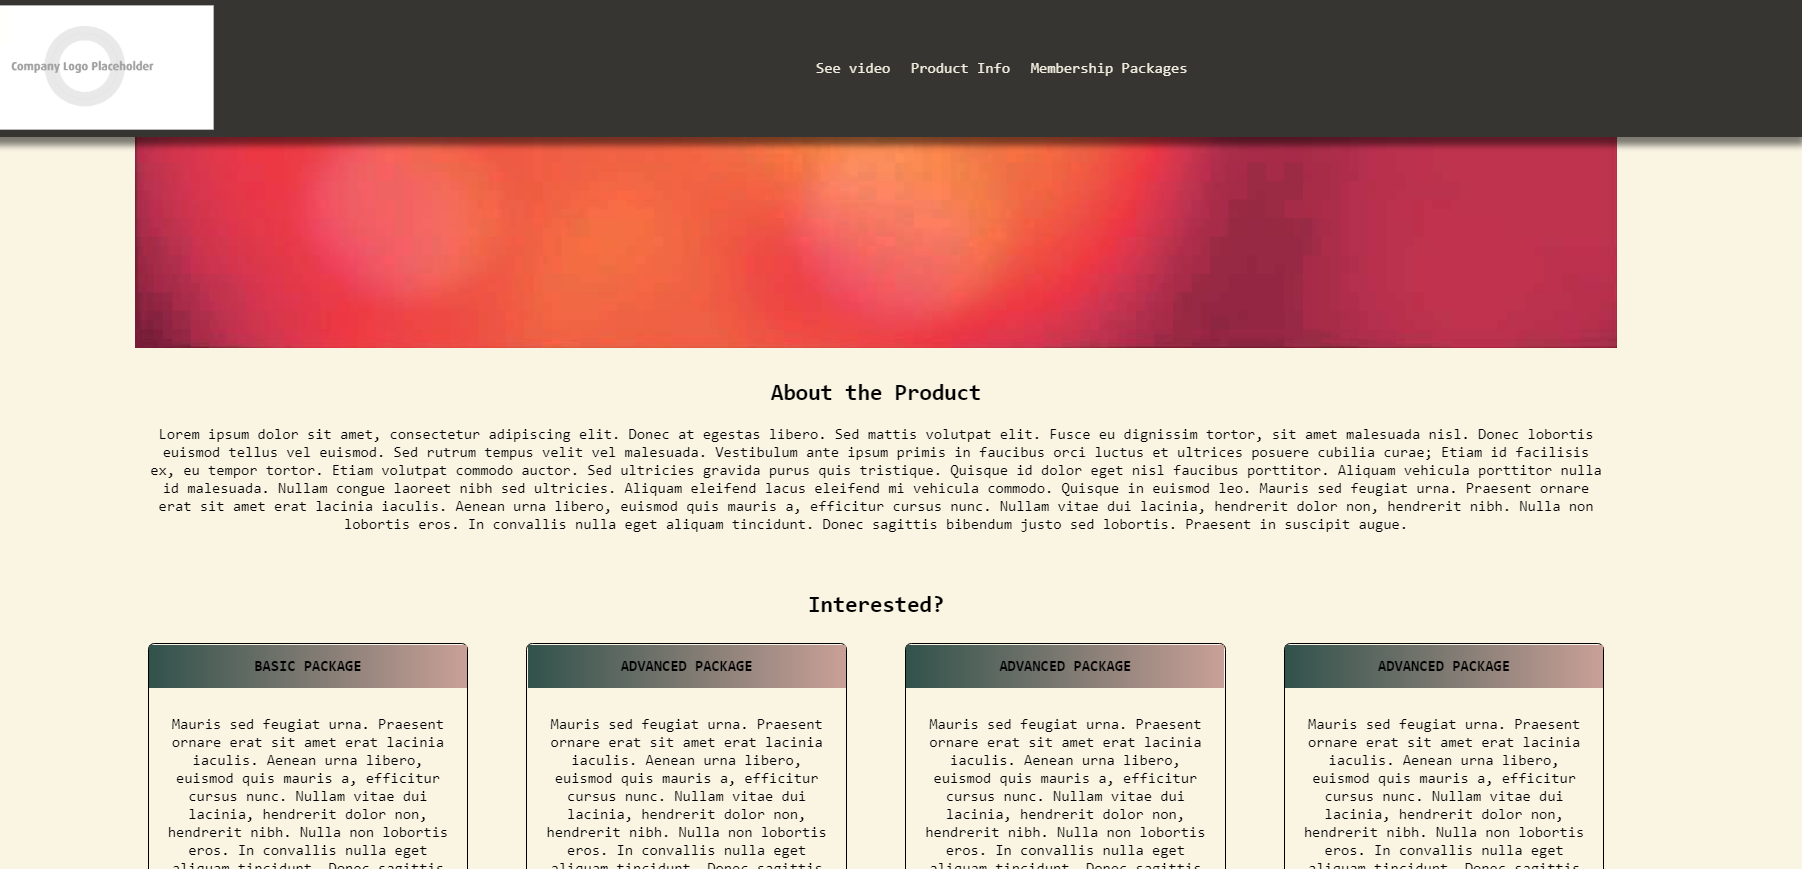 Company Logo Placeholder
See video Product Info Membership Packages
About the Product
Lorem ipsum dolor sit amet, consectetur adipiscing elit. Donec at egestas libero. Sed mattis volutpat elit. Fusce eu dignissim tortor, sit amet malesuada nisl. Donec lobortis
euismod tellus vel euismod. Sed rutrum tempus velit vel malesuada. Vestibulum ante ipsum primis in faucibus orci luctus et ultrices posuere cubilia curae; Etiam id facilisis
ex, eu tempor tortor. Etiam volutpat commodo auctor. Sed ultricies gravida purus quis tristique. Quisque id dolor eget nisl faucibus porttitor. Aliquam vehicula porttitor nulla
id malesuada. Nullam congue laoreet nibh sed ultricies. Aliquam eleifend lacus eleifend mi vehicula commodo. Quisque in euismod leo. Mauris sed feugiat urna. Praesent ornare
erat sit amet erat lacinia iaculis. Aenean urna libero, euismod quis mauris a, efficitur cursus nunc. Nullam vitae dui lacinia, hendrerit dolor non, hendrerit nibh. Nulla non
lobortis eros. In convallis nulla eget aliquam tincidunt. Donec sagittis bibendum justo sed lobortis. Praesent in suscipit augue.
Interested?
BASIC PACKAGE
Mauris sed feugiat urna. Praesent
ornare erat sit amet erat lacinia
iaculis. Aenean urna libero,
euismod quis mauris a, efficitur
cursus nunc. Nullam vitae dui
lacinia, hendrerit dolor non,
hendrerit nibh. Nulla non lobortis
eros. In convallis nulla eget
aliquam tincidunt. Donec sagittis
ADVANCED PACKAGE
Mauris sed feugiat urna. Praesent
ornare erat sit amet erat lacinia
iaculis. Aenean urna libero,
euismod quis mauris a, efficitur
cursus nunc. Nullam vitae dui
lacinia, hendrerit dolor non,
hendrerit nibh. Nulla non lobortis
eros. In convallis nulla eget
aliquam tincidunt. Donec sagittis
ADVANCED PACKAGE
Mauris sed feugiat urna. Praesent
ornare erat sit amet erat lacinia
iaculis. Aenean urna libero,
euismod quis mauris a, efficitur
cursus nunc. Nullam vitae dui
lacinia, hendrerit dolor non,
hendrerit nibh. Nulla non lobortis
eros. In convallis nulla eget
aliquam tincidunt. Donec sagittis
ADVANCED PACKAGE
Mauris sed feugiat urna. Praesent
ornare erat sit amet erat lacinia
iaculis. Aenean urna libero,
euismod quis mauris a, efficitur
cursus nunc. Nullam vitae dui
lacinia, hendrerit dolor non,
hendrerit nibh. Nulla non lobortis
eros. In convallis nulla eget
aliquam tincidunt. Donec sagittis